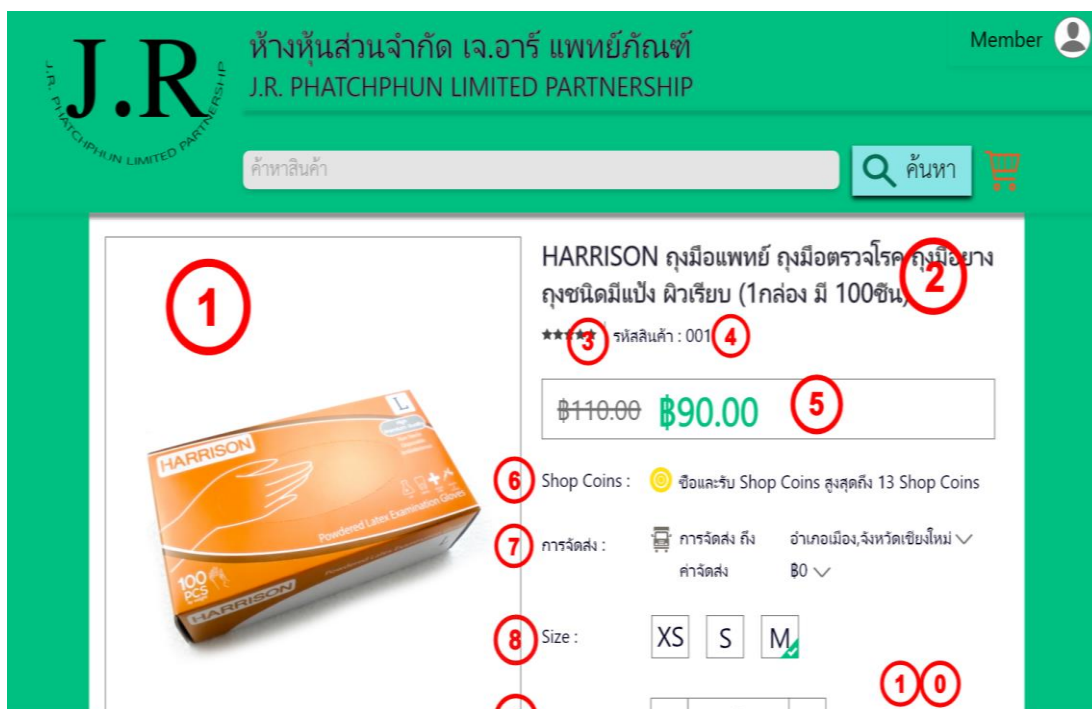 J.R
J.R. PHATCHPHUN LIMITED PARTNERSHIP
ห้างหุ้นส่วนจำกัด เจ.อาร์ แพทย์ภัณฑ์
J.R. PHATCHPHUN LIMITED PARTNERSHIP
Member
ค้าหาสินค้า
ค้นหา
1
HARRISON ถุงมือแพทย์ ถุงมือตรวจโรค ถุงมือยาง
2
ถุงชนิดมีแป้ง ผิวเรียบ (1กล่อง มี 100ชิ้น)
3
รหัสสินค้า : 001
4
฿110.00 ฿90.00
5
L
HARRISON
Powdered Latex Examination Gloves
100
PCS
HARRISON
L
6
Shop Coins : ซื้อและรับ Shop Coins สูงสุดถึง 13 Shop Coins
7
การจัดส่ง : การจัดส่ง ถึง อำเภอเมือง,จังหวัดเชียงใหม่
ค่าจัดส่ง ฿0
8
Size : XS S M
1 0